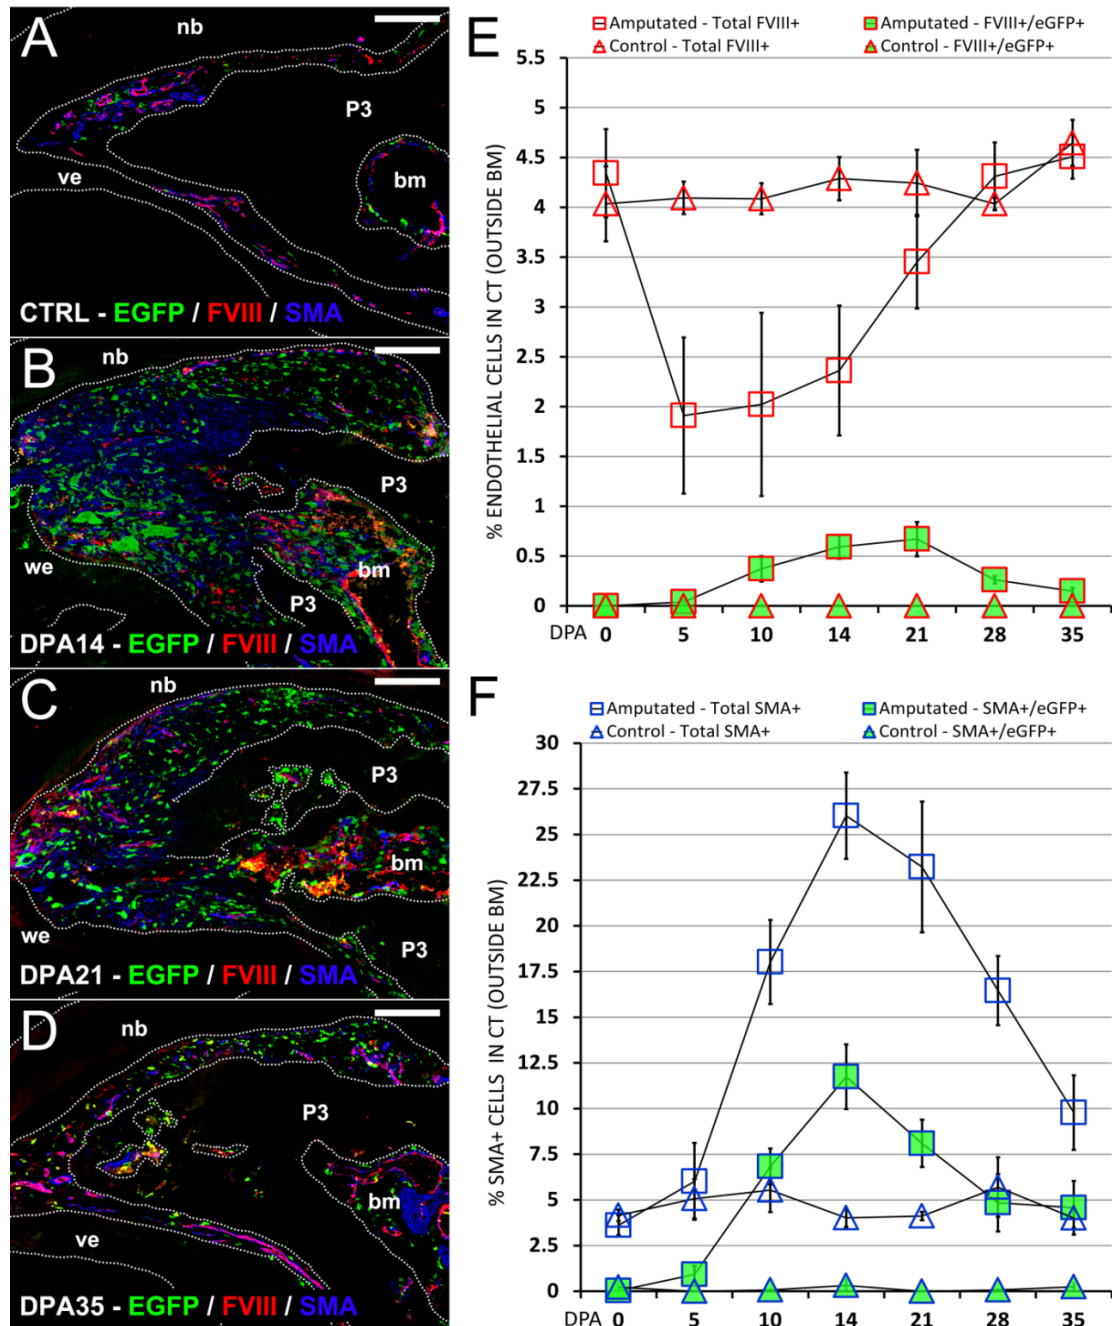 A
nb
P3
ve
bm
CTRL - EGFP / FVIII / SMA
B
nb
P3
we
bm
P3
DPA14 - EGFP / FVIII / SMA
C
nb
P3
bm
we
P3
DPA21 - EGFP / FVIII / SMA
D
nb
P3
bm
ve
DPA35 - EGFP / FVIII / SMA
E
Amputated - Total FVIII+ Amputated - FVIII+/eGFP+
Control - Total FVIII+ Control - FVIII+/eGFP+
% ENDOTHELIAL CELLS IN CT (OUTSIDE BM)
5.5
5
4.5
4
3.5
3
2.5
2
1.5
1
0.5
0
DPA 0 5 10 14 21 28 35
F
Amputated - Total SMA+ Amputated - SMA+/eGFP+
Control - Total SMA+ Control - SMA+/eGFP+
% SMA+ CELLS IN CT (OUTSIDE BM)
30
27.5
25
22.5
20
17.5
15
12.5
10
7.5
5
2.5
0
DPA 0 5 10 14 21 28 35